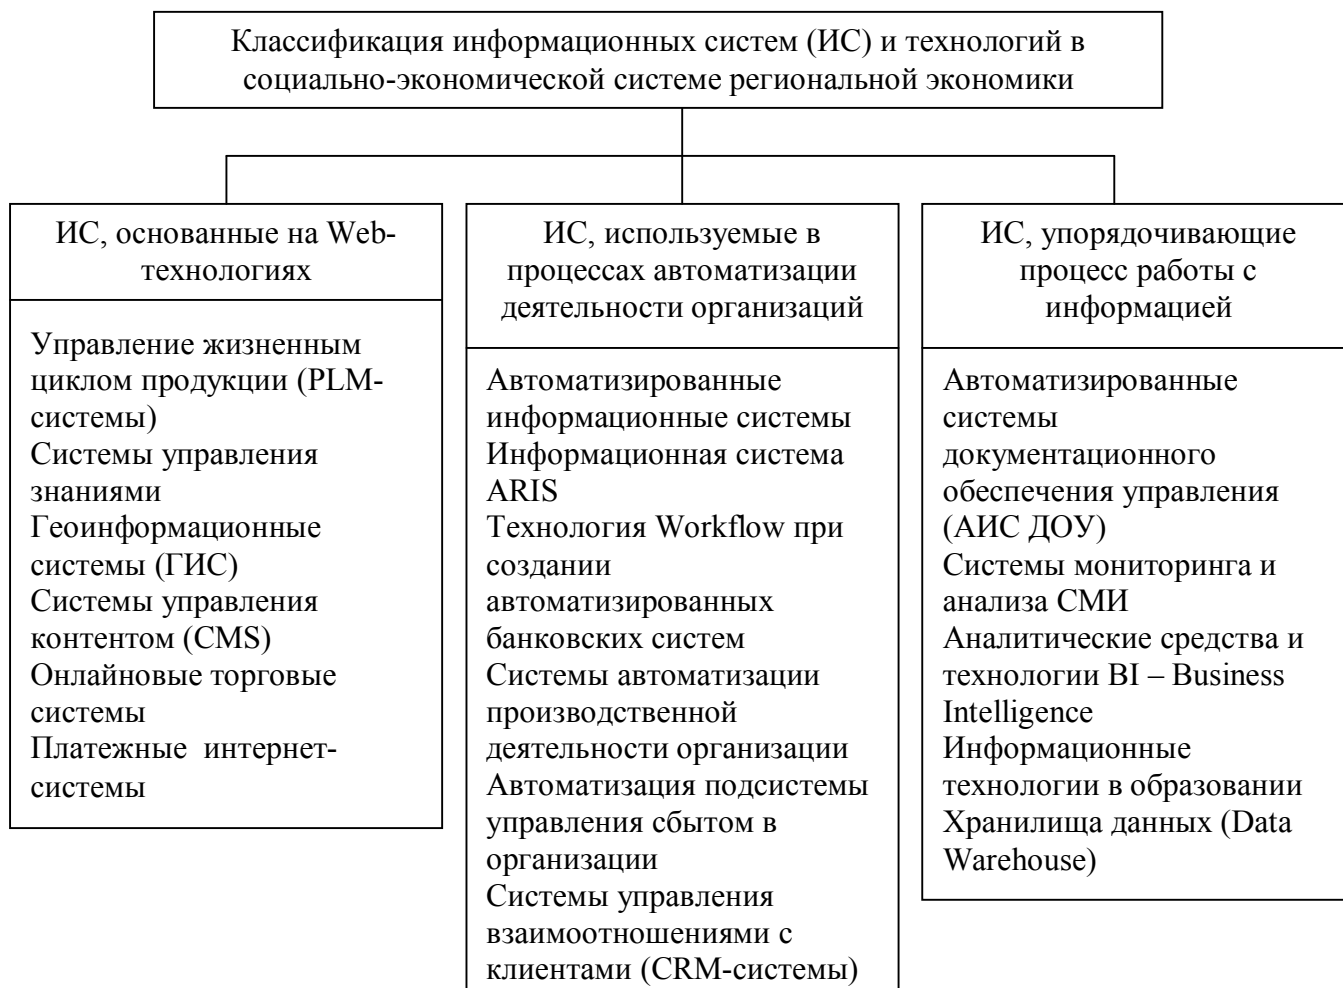 Классификация информационных систем (ИС) и технологий в
социально-экономической системе региональной экономики
ИС, основанные на Web-
технологиях
Управление жизненным
циклом продукции (PLM-
системы)
Системы управления
знаниями
Геоинформационные
системы (ГИС)
Системы управления
контентом (CMS)
Онлайновые торговые
системы
Платежные интернет-
системы
ИС, используемые в
процессах автоматизации
деятельности организаций
Автоматизированные
информационные системы
Информационная система
ARIS
Технология Workflow при
создании
автоматизированных
банковских систем
Системы автоматизации
производственной
деятельности организации
Автоматизация подсистемы
управления сбытом в
организации
Системы управления
взаимоотношениями с
клиентами (CRM-системы)
ИС, упорядочивающие
процесс работы с
информацией
Автоматизированные
системы
документационного
обеспечения управления
(АИС ДОУ)
Системы мониторинга и
анализа СМИ
Аналитические средства и
технологии BI – Business
Intelligence
Информационные
технологии в образовании
Хранилища данных (Data
Warehouse)